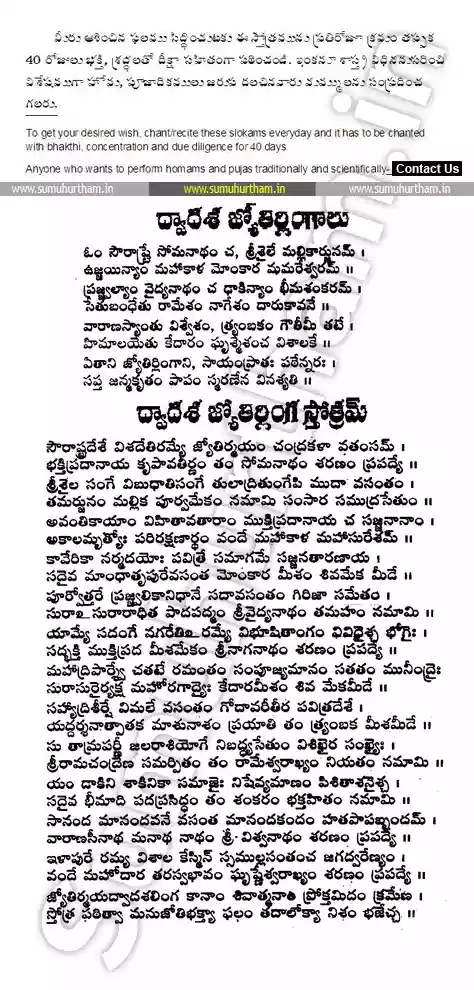 మీరు ఆశించిన ఫలము సిద్ధించుటకు ఈ స్తోత్రమును ప్రతిరోజూ క్రమం తప్పక
40 రోజులు భక్తి, శ్రద్ధలతో దీక్షా సహితంగా పఠించండి. ఇంకనూ శాస్త్ర విధిననుసరించి
విశేషముగా హోమ, పూజాదికములు జరుప దలచినవారు మమ్ములను సంప్రదించ
గలరు.
To get your desired wish, chant/recite these slokams everyday and it has to be chanted
with bhakthi, concentration and due diligence for 40 days.
Anyone who wants to perform homams and pujas traditionally and scientifically- Contact Us
www.sumuhurtham.in www.sumuhurtham.in www.sumuhurtham.in
ద్వాదశ జ్యోతిర్లింగాలు
ఓం సౌరాష్ట్రే సోమనాథం చ, శ్రీశైలే మల్లికార్జునమ్ ।
ఉజ్జయిన్యాం మహాకాళ మోంకార షుమరేశ్వరమ్ ॥
ప్రజ్వల్యాం వైద్యనాథం చ ఢాకిన్యాం భీమశంకరమ్ ।
సేతుబంధేతు రామేశం నాగేశం దారుకావనే ॥
వారాణస్యాంతు విశ్వేశం, త్ర్యంబకం గౌతీమీ తటే ।
హిమాలయేతు కేదారం ఘృశ్మేశంచ విశాలకే ॥
ఏతాని జ్యోతిర్లింగాని, సాయంప్రాతః పఠేన్నరః ।
సప్త జన్మకృతం పాపం స్మరణేన వినశ్యతి ॥
ద్వాదశ జ్యోతిర్లింగ స్తోత్రమ్
సౌరాష్ట్రదేశే విశదేతిరమ్యే జ్యోతిర్మయం చంద్రకళా వతంసమ్ ।
భక్తిప్రదానాయ కృపావతీర్ణం తం సోమనాథం శరణం ప్రపద్యే ॥
శ్రీశైల సంగే విబుధాతిసంగే తులాద్రితుంగేపి ముదా వసంతం ।
తమర్జునం మల్లిక పూర్వమేకం నమామి సంసార సముద్రసేతుం ॥
అవంతికాయాం విహితావతారాం ముక్తిప్రదానాయ చ సజ్జనానాం ।
అకాలమృత్యోః పరిరక్షణార్థం వందే మహాకాళ మహాసురేశమ్ ॥
కావేరికా నర్మదయోః పవిత్రే సమాగమే సజ్జనతారణాయ ।
సదైవ మాంధాతృపురేవసంత మోంకార మీశం శివమేక మీడే ॥
పూర్వోత్తరే ప్రజ్వలికానిధానే సదావసంతం గిరిజా సమేతం ।
సురాఽసురారాధిత పాదపద్మం శ్రీవైద్యనాథం తమహం నమామి ॥
యామ్యే సదంగే నగరేతిఽరమ్యే విభూషితాంగం వివిధైశ్చ భోగైః ।
సద్భక్తి ముక్తిప్రద మీశమేకం శ్రీనాగనాథం శరణం ప్రపద్యే ॥
మహాద్రిపార్శ్వే చతటే రమంతం సంపూజ్యమానం సతతం మునీంద్రైః
సురాసురైర్యక్ష మహోరగాద్యైః కేదారమీశం శివ మేకమీడే ॥
సహ్యాద్రిశీర్షే విమలే వసంతం గోదావరీతీర పవిత్రదేశే ।
యద్దర్శనాత్పాతక మాశునాశం ప్రయాతి తం త్ర్యంబక మీశమీడే ॥
సు తామ్రపర్ణీ జలరాశియోగే నిబద్ధ్యసేతుం విశిఖైర సంఖ్యైః ।
శ్రీరామచంద్రేణ సమర్పితం తం రామేశ్వరాఖ్యం నియతం నమామి ॥
యం డాకిని శాకినికా సమాజైః నిషేవ్యమాణం పిశితాశనైశ్చ ।
సదైవ భీమాది పదప్రసిద్ధం తం శంకరం భక్తహితం నమామి ॥
సానంద మానందవనే వసంత మానందకందం హతపాపబృందమ్ ।
వారాణసీనాథ మనాథ నాథం శ్రీ విశ్వనాథం శరణం ప్రపద్యే ॥
ఇళాపురే రమ్య విశాల కేస్మిన్ స్సముల్లసంతంచ జగద్వరేణ్యం ।
వందే మహోదార తరస్వభావం ఘృష్ణేశ్వరాఖ్యం శరణం ప్రపద్యే ॥
జ్యోతిర్మయద్వాదశలింగ కానాం శివాత్మనాం ప్రోక్తమిదం క్రమేణ ।
స్తోత్ర పఠిత్వా మనుజోతిభక్త్యా ఫలం తదాలోక్యా నిశం భజేచ్చ ॥